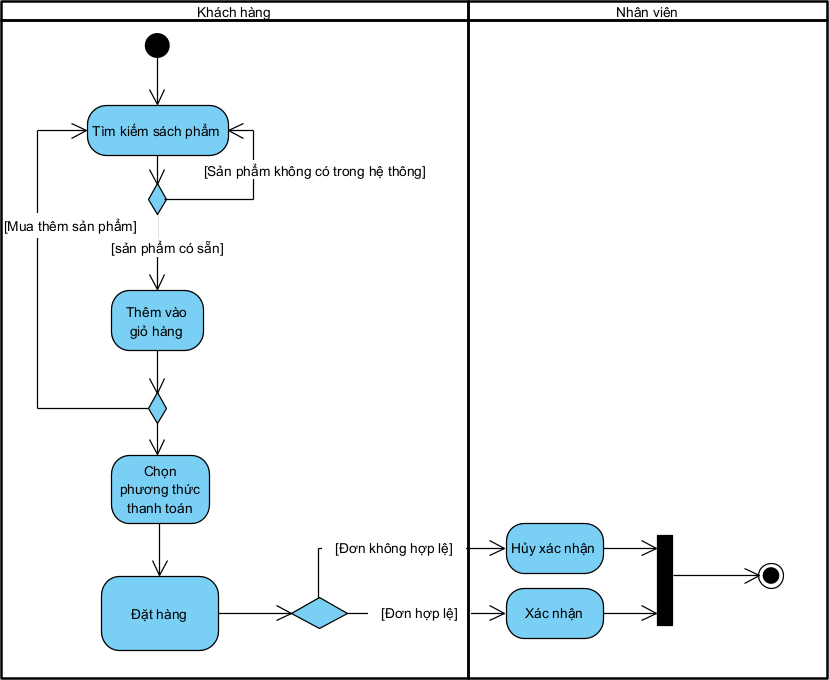 Khách hàng
Nhân viên
Tìm kiếm sách phẩm
[Sản phẩm không có trong hệ thông]
[Mua thêm sản phẩm]
[sản phẩm có sẵn]
Thêm vào
giỏ hàng
Chọn
phương thức
thanh toán
[Đơn không hợp lệ]
Hủy xác nhận
Đặt hàng
[Đơn hợp lệ]
Xác nhận